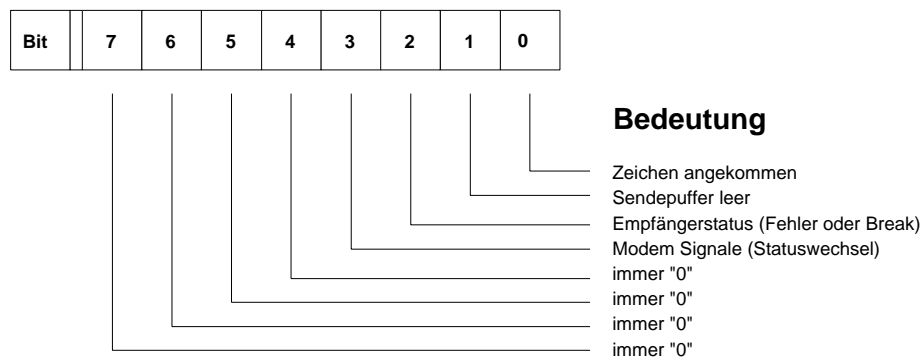 Bit 7 6 5 4 3 2 1 0
Bedeutung
Zeichen angekommen
Sendepuffer leer
Empfängerstatus (Fehler oder Break)
Modem Signale (Statuswechsel)
immer "0"
immer "0"
immer "0"
immer "0"